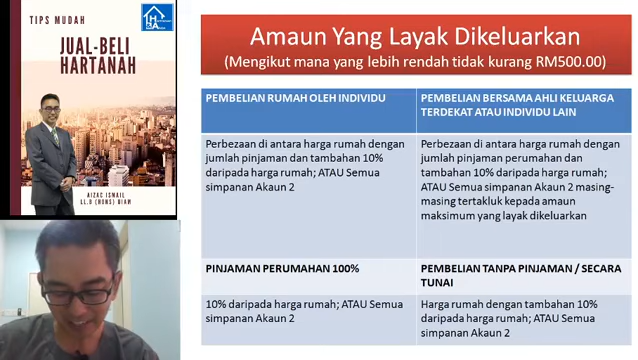 TIPS MUDAH
JUAL-BELI
HARTANAH
AIZAC ISMAIL
LL.B (HONS) UIAM
Amaun Yang Layak Dikeluarkan
(Mengikut mana yang lebih rendah tidak kurang RM500.00)
PEMBELIAN RUMAH OLEH INDIVIDU
PEMBELIAN BERSAMA AHLI KELUARGA
TERDEKAT ATAU INDIVIDU LAIN
Perbezaan di antara harga rumah dengan
jumlah pinjaman dan tambahan 10%
daripada harga rumah; ATAU Semua
simpanan Akaun 2
Perbezaan di antara harga rumah dengan
jumlah pinjaman perumahan dan
tambahan 10% daripada harga rumah;
ATAU Semua simpanan Akaun 2 masing-
masing tertakluk kepada amaun
maksimum yang layak dikeluarkan
PINJAMAN PERUMAHAN 100%
PEMBELIAN TANPA PINJAMAN / SECARA
TUNAI
10% daripada harga rumah; ATAU Semua
simpanan Akaun 2
Harga rumah dengan tambahan 10%
daripada harga rumah; ATAU Semua
simpanan Akaun 2